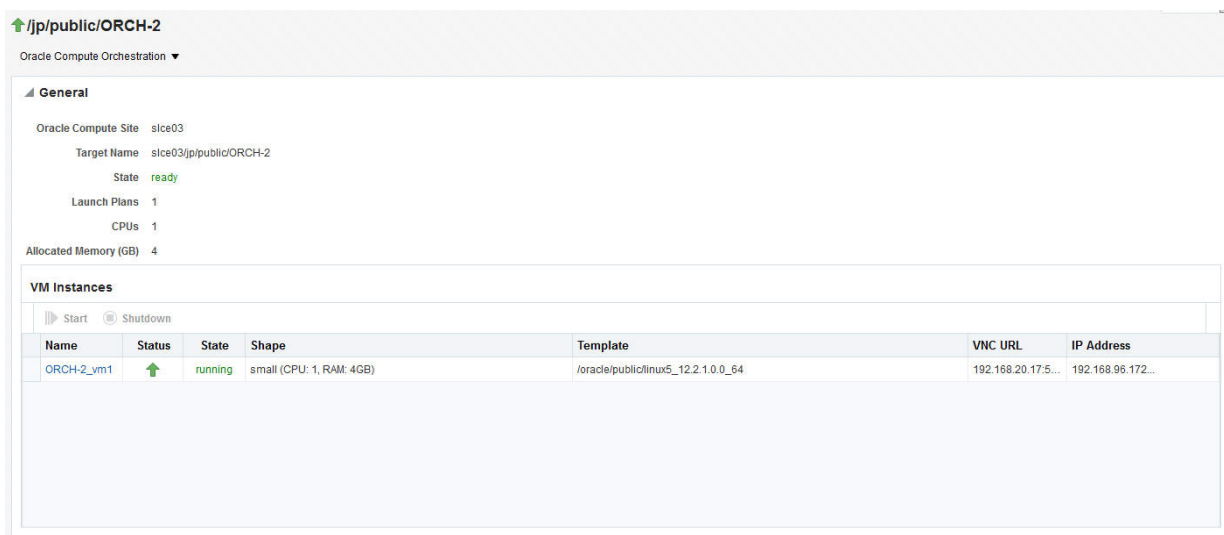 /jp/public/ORCH-2
Oracle Compute Orchestration
General
Oracle Compute Site slce03
Target Name slce03/jp/public/ORCH-2
State ready
Launch Plans 1
CPUs 1
Allocated Memory (GB) 4
VM Instances
Start Shutdown
Name Status State Shape Template VNC URL IP Address
ORCH-2_vm1 running small (CPU: 1, RAM: 4GB) /oracle/public/linux5_12.2.1.0.0_64 192.168.20.17:5... 192.168.96.172...